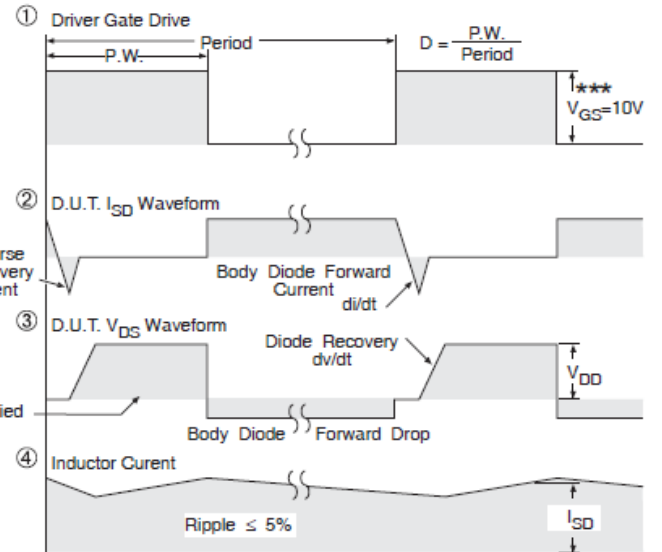 ① Driver Gate Drive
P.W.
Period
D = P.W.
Period
***
VGS=10V
② D.U.T. ISD Waveform
Body Diode Forward
Current
di/dt
③ D.U.T. VDS Waveform
Diode Recovery
dv/dt
VDD
Body Diode Forward Drop
④ Inductor Curent
Ripple ≤ 5%
ISD